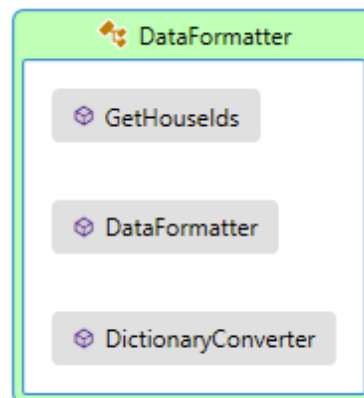 DataFormatter
GetHouseIds
DataFormatter
DictionaryConverter